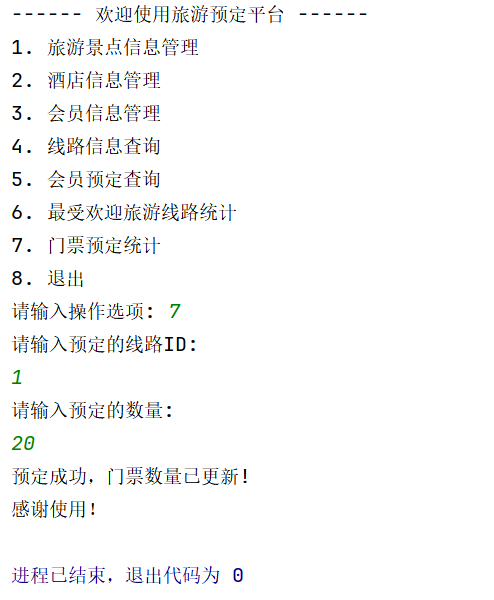 ------ 欢迎使用旅游预定平台 ------
1. 旅游景点信息管理
2. 酒店信息管理
3. 会员信息管理
4. 线路信息查询
5. 会员预定查询
6. 最受欢迎旅游线路统计
7. 门票预定统计
8. 退出
请输入操作选项: 7
请输入预定的线路ID:
1
请输入预定的数量:
20
预定成功，门票数量已更新!
感谢使用!
进程已结束，退出代码为 0